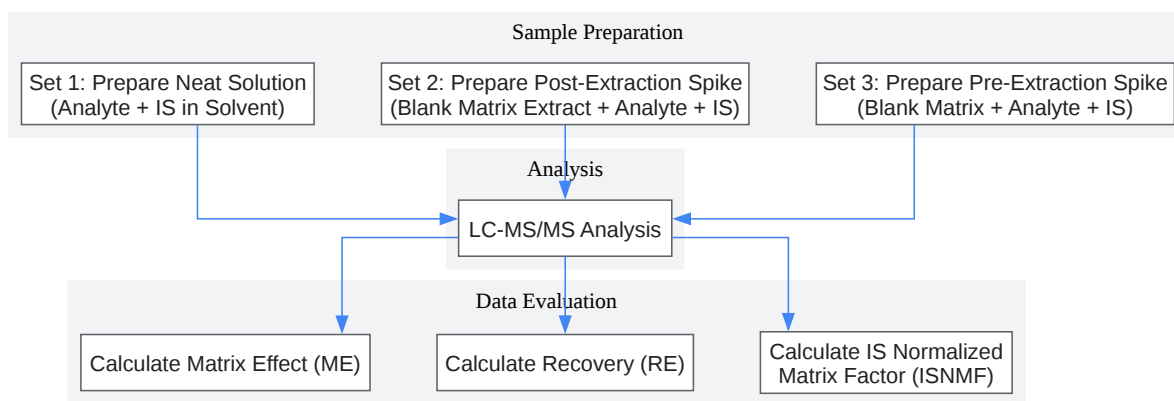 Sample Preparation
Set 1: Prepare Neat Solution
(Analyte + IS in Solvent)
Set 2: Prepare Post-Extraction Spike
(Blank Matrix Extract + Analyte + IS)
Set 3: Prepare Pre-Extraction Spike
(Blank Matrix + Analyte + IS)
Analysis
LC-MS/MS Analysis
Data Evaluation
Calculate Matrix Effect (ME)
Calculate Recovery (RE)
Calculate IS Normalized
Matrix Factor (ISNMF)